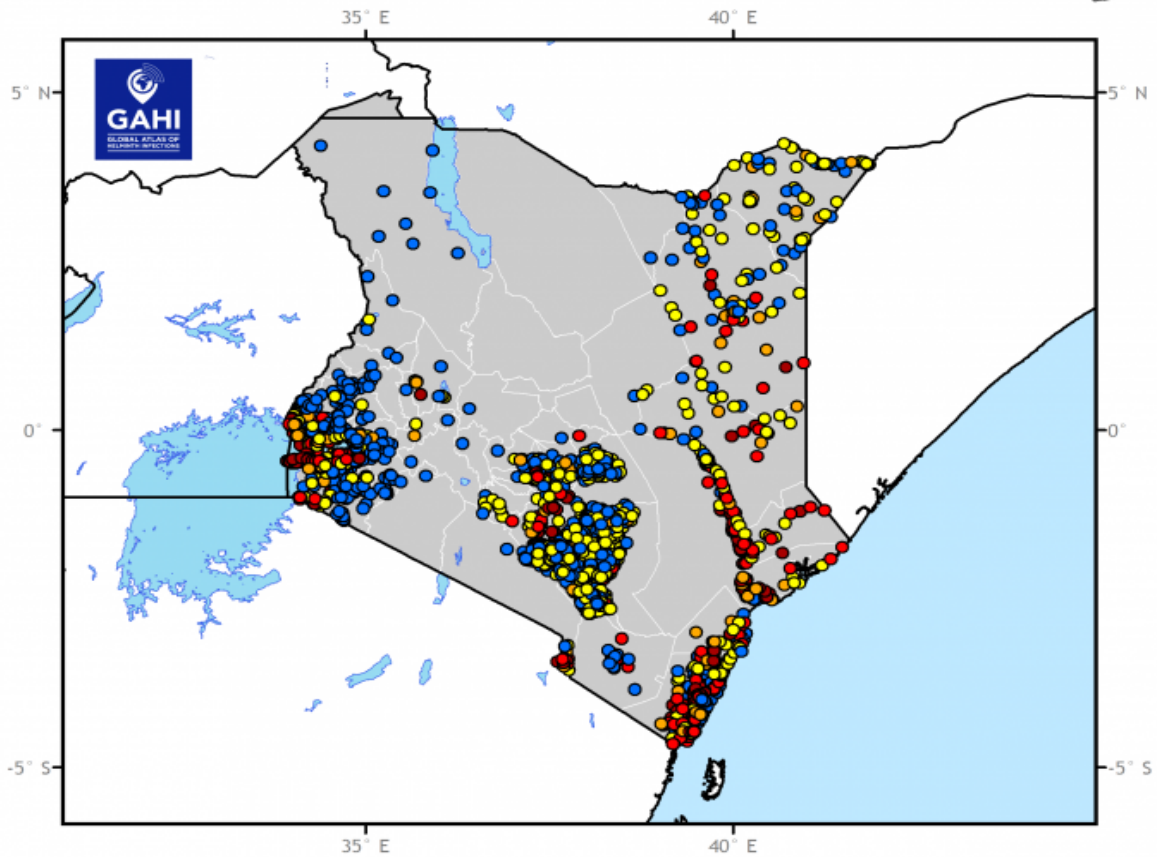 35° E 40° E
GAHI
GLOBAL ATLAS OF
HELMINTH INFECTIONS
5° N 5° N
0° 0°
-5° S -5° S
35° E 40° E